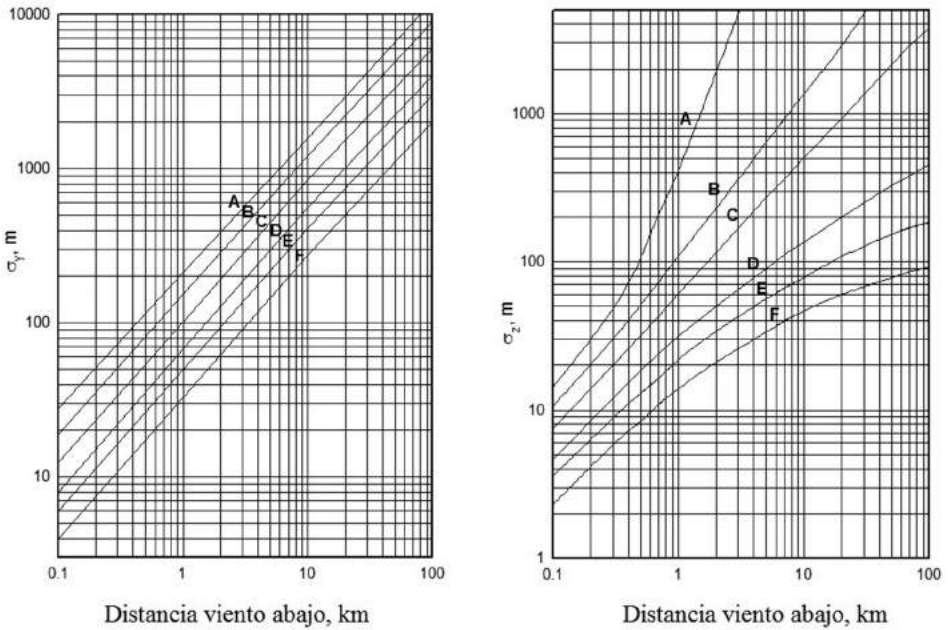 10000
1000
100
10
σy, m
A
B
C
D
E
F
0.1
1
10
100
Distancia viento abajo, km
1000
100
10
1
σz, m
A
B
C
D
E
F
0.1
1
10
100
Distancia viento abajo, km